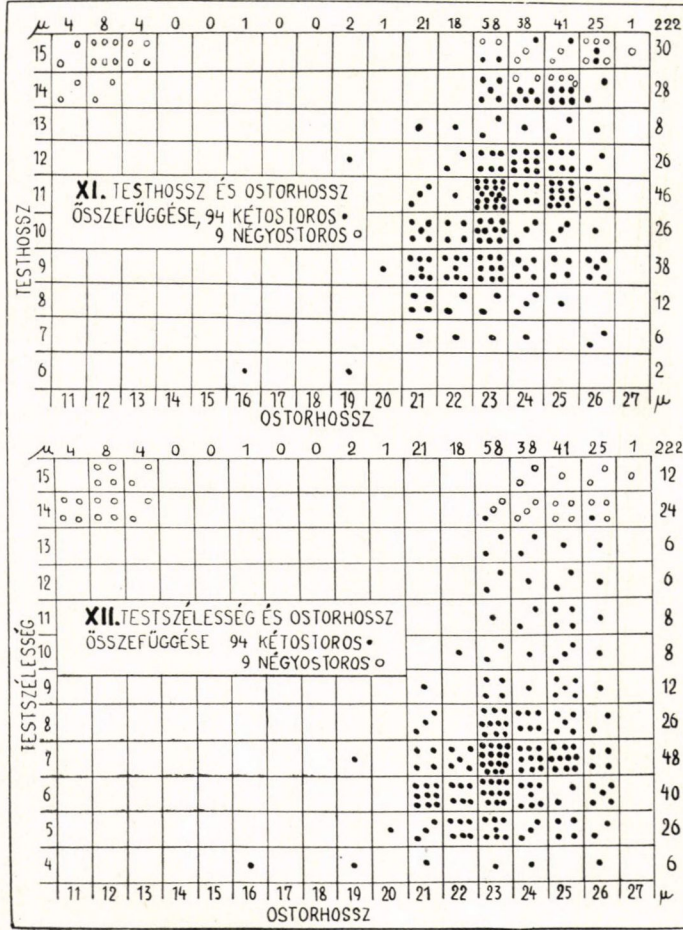 μ 4 8 4 0 0 1 0 0 2 1 21 18 58 38 41 25 1 222
15 30
14 28
13 8
12 26
11 XI. TESTHOSSZ ÉS OSTORHOSSZ 46
ÖSSZEFÜGGÉSE, 94 KÉTOSTOROS •
10 9 NÉGYOSTOROS o 26
9 38
8 12
7 6
6 2
TESTHOSSZ
11 12 13 14 15 16 17 18 19 20 21 22 23 24 25 26 27 μ
OSTORHOSSZ
μ 4 8 4 0 0 1 0 0 2 1 21 18 58 38 41 25 1 222
15 12
14 24
13 6
12 6
11 XII. TESTSZÉLESSÉG ÉS OSTORHOSSZ 8
ÖSSZEFŰGGÉSE 94 KÉTOSTOROS •
10 9 NÉGYOSTOROS o 8
9 12
8 26
7 48
6 40
5 26
4 6
TESTSZÉLESSÉG
11 12 13 14 15 16 17 18 19 20 21 22 23 24 25 26 27 μ
OSTORHOSSZ